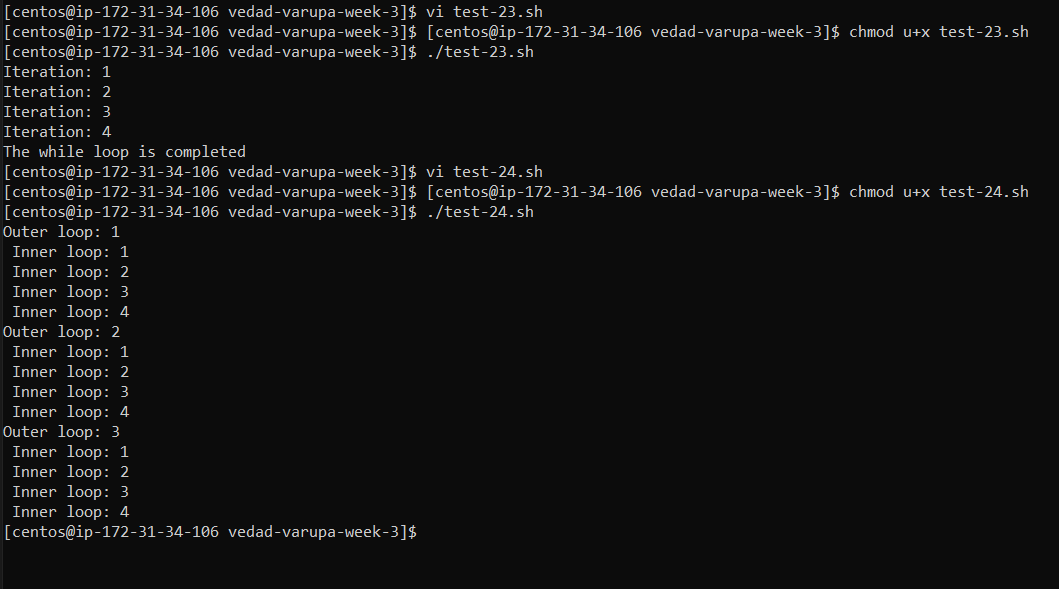 [centos@ip-172-31-34-106 vedad-varupa-week-3]$ vi test-23.sh
[centos@ip-172-31-34-106 vedad-varupa-week-3]$ [centos@ip-172-31-34-106 vedad-varupa-week-3]$ chmod u+x test-23.sh
[centos@ip-172-31-34-106 vedad-varupa-week-3]$ ./test-23.sh
Iteration: 1
Iteration: 2
Iteration: 3
Iteration: 4
The while loop is completed
[centos@ip-172-31-34-106 vedad-varupa-week-3]$ vi test-24.sh
[centos@ip-172-31-34-106 vedad-varupa-week-3]$ [centos@ip-172-31-34-106 vedad-varupa-week-3]$ chmod u+x test-24.sh
[centos@ip-172-31-34-106 vedad-varupa-week-3]$ ./test-24.sh
Outer loop: 1
 Inner loop: 1
 Inner loop: 2
 Inner loop: 3
 Inner loop: 4
Outer loop: 2
 Inner loop: 1
 Inner loop: 2
 Inner loop: 3
 Inner loop: 4
Outer loop: 3
 Inner loop: 1
 Inner loop: 2
 Inner loop: 3
 Inner loop: 4
[centos@ip-172-31-34-106 vedad-varupa-week-3]$